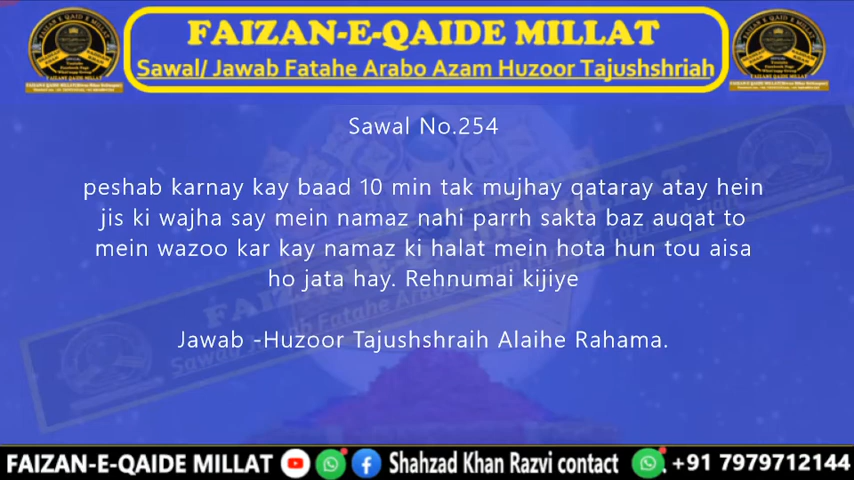 FAIZAN-E-QAIDE MILLAT
Sawal/ Jawab Fatahe Arabo Azam Huzoor Tajushshriah
Sawal No.254
peshab karnay kay baad 10 min tak mujhay qataray atay hein
jis ki wajha say mein namaz nahi parrh sakta baz auqat to
mein wazoo kar kay namaz ki halat mein hota hun tou aisa
ho jata hay. Rehnumai kijiye
Jawab -Huzoor Tajushshraih Alaihe Rahama.
FAIZAN-E-QAIDE MILLAT Shahzad Khan Razvi contact +91 7979712144